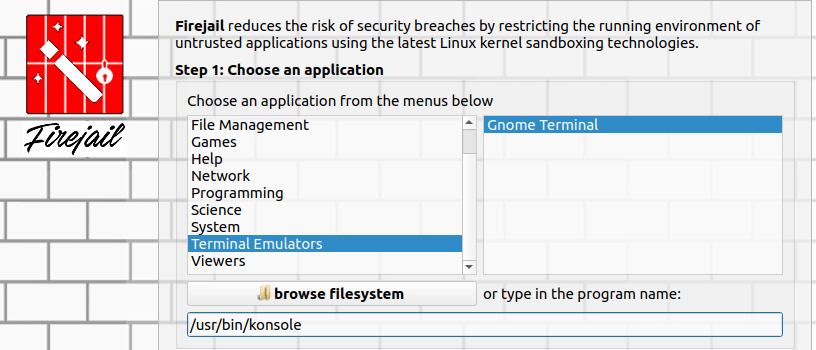 Firejail reduces the risk of security breaches by restricting the running environment of
untrusted applications using the latest Linux kernel sandboxing technologies.
Step 1: Choose an application
Choose an application from the menus below
File Management
Games
Help
Network
Programming
Science
System
Terminal Emulators
Viewers
Gnome Terminal
Firejail
browse filesystem or type in the program name:
/usr/bin/konsole